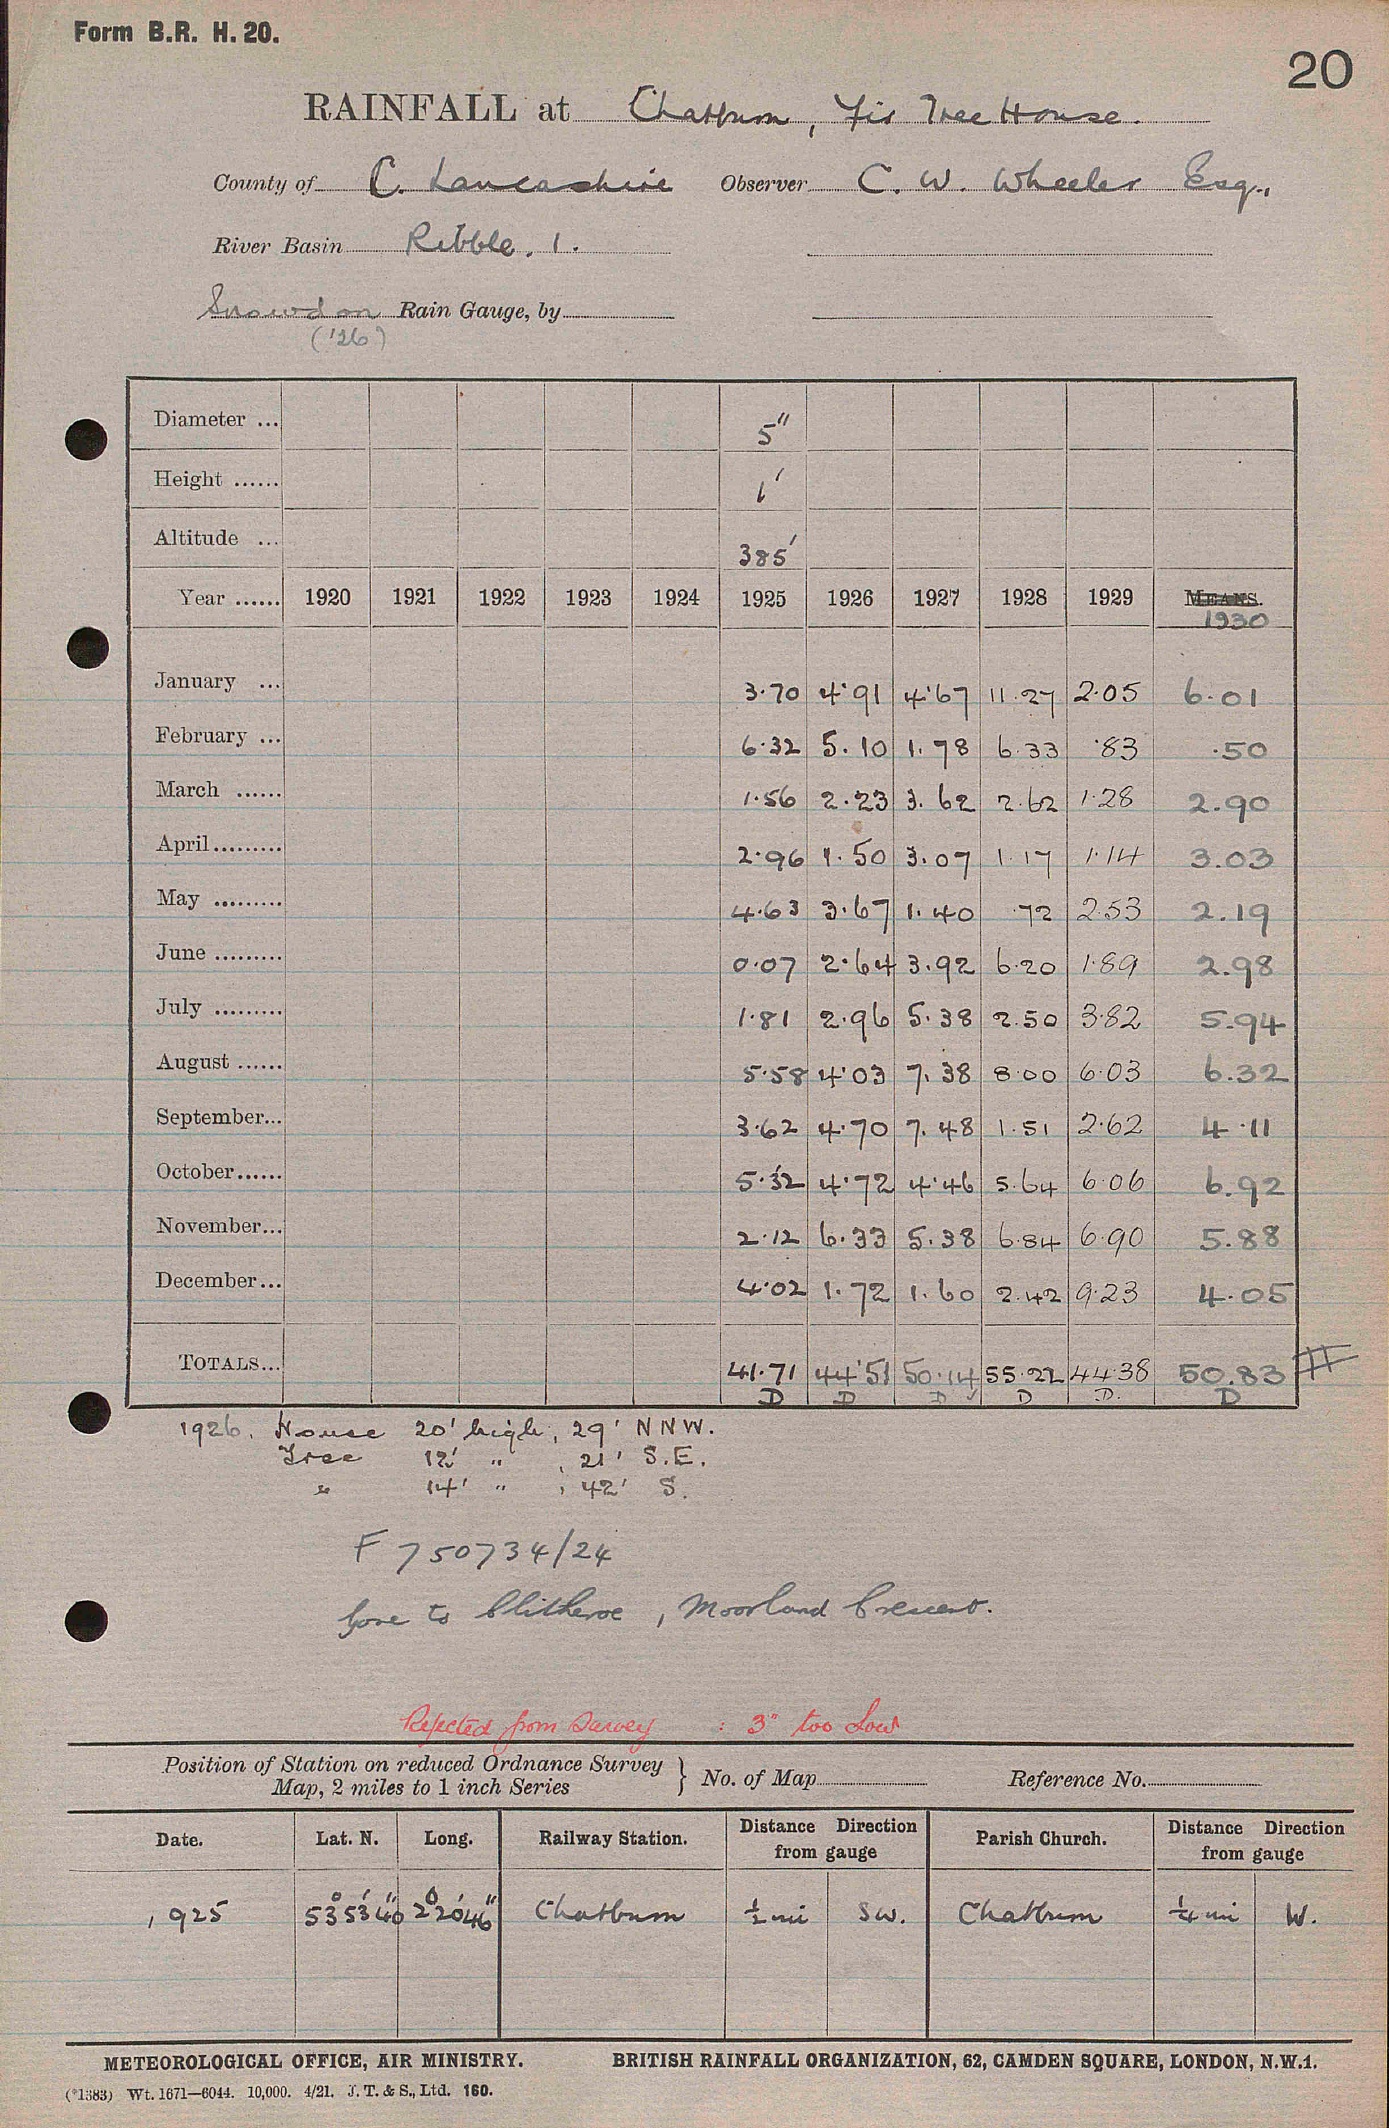 Form B.R. H. 20.
20
RAINFALL at Chatburn, Fir Tree House.
County of C. Lancashire Observer C. W. Wheeler Esq.,
River Basin Ribble. 1.
Snowdon Rain Gauge, by
('26)
Diameter ... 5"
Height ...... 1'
Altitude ... 385'
Year ...... 1920 1921 1922 1923 1924 1925 1926 1927 1928 1929 MEANS.
1930
January ... 3.70 4.91 4.67 11.27 2.05 6.01
February ... 6.32 5.10 1.78 6.33 .83 .50
March ...... 1.56 2.23 3.62 2.62 1.28 2.90
April ......... 2.96 1.50 3.07 1.17 1.14 3.03
May ......... 4.63 3.67 1.40 .72 2.53 2.19
June ......... 0.07 2.64 3.92 6.20 1.89 2.98
July ......... 1.81 2.96 5.38 2.50 3.82 5.94
August ...... 5.58 4.03 7.38 8.00 6.03 6.32
September... 3.62 4.70 7.48 1.51 2.62 4.11
October...... 5.32 4.72 4.46 5.64 6.06 6.92
November... 2.12 6.33 5.38 6.84 6.90 5.88
December... 4.02 1.72 1.60 2.42 9.23 4.05
TOTALS... 41.71 44.51 50.14 55.22 44.38 50.83 #
D D D ✓ D D. D
1926. House 20' high, 29' NNW.
Tree 12' " , 21' S.E.
" 14' " , 42' S.
F 750734/24
Gone to Clitheroe, Moorland Crescent.
Rejected from Survey : 3" too low
Position of Station on reduced Ordnance Survey
Map, 2 miles to 1 inch Series } No. of Map Reference No.
Date. Lat. N. Long. Railway Station. Distance Direction from gauge Parish Church. Distance Direction from gauge
1925 53° 53' 40" 2° 20' 46" Chatburn ½ mi SW. Chatburn ¼ mi W.
METEOROLOGICAL OFFICE, AIR MINISTRY. BRITISH RAINFALL ORGANIZATION, 62, CAMDEN SQUARE, LONDON, N.W.1.
(*1383) Wt. 1671—6044. 10,000. 4/21. J. T. & S., Ltd. 160.